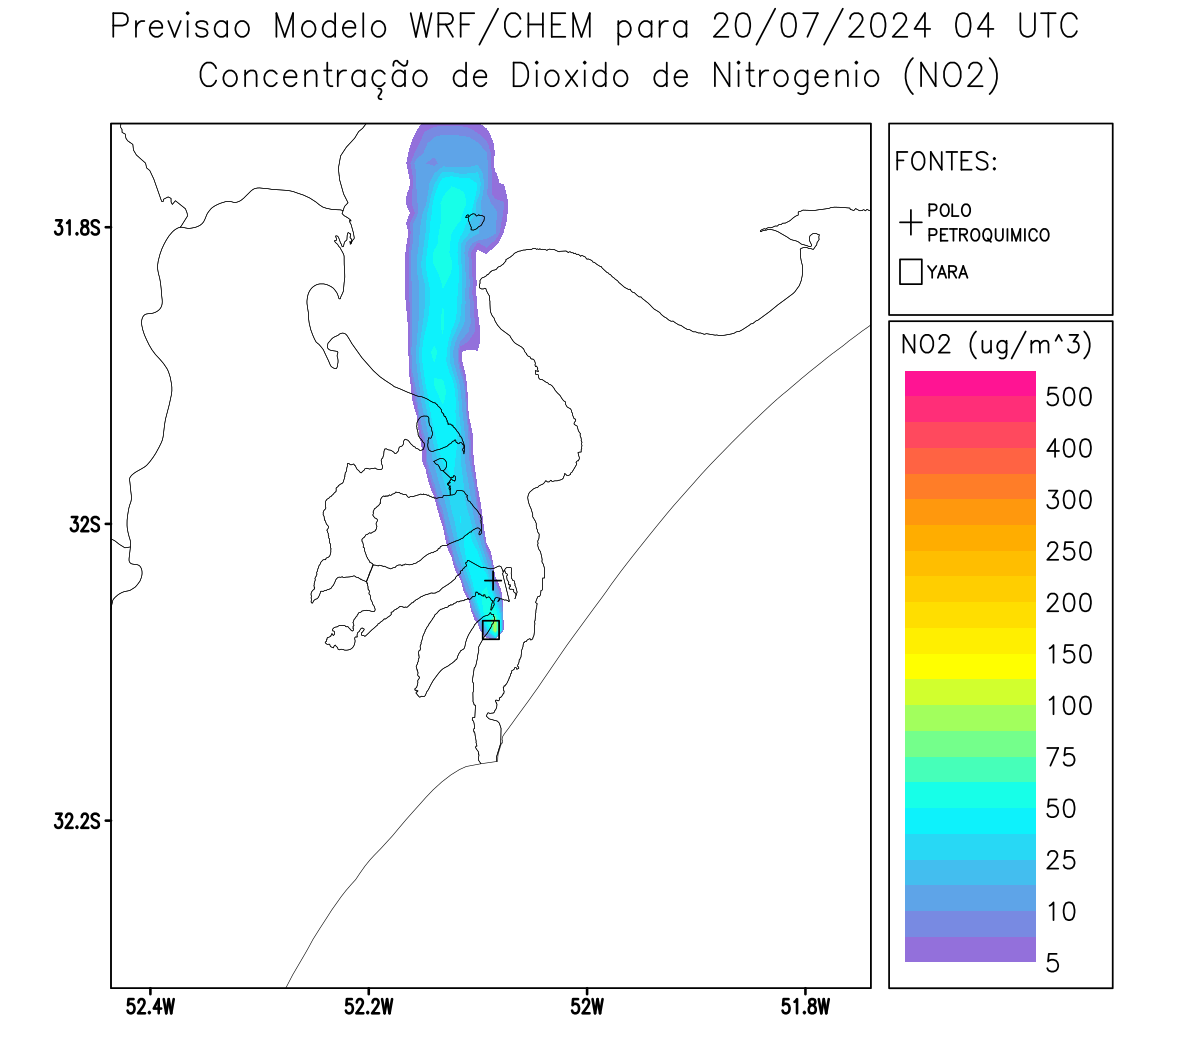 Previsao Modelo WRF/CHEM para 20/07/2024 04 UTC
Concentração de Dioxido de Nitrogenio (NO2)
FONTES:
POLO
PETROQUIMICO
YARA
31.8S
32S
32.2S
52.4W
52.2W
52W
51.8W
NO2 (ug/m^3)
500
400
300
250
200
150
100
75
50
25
10
5